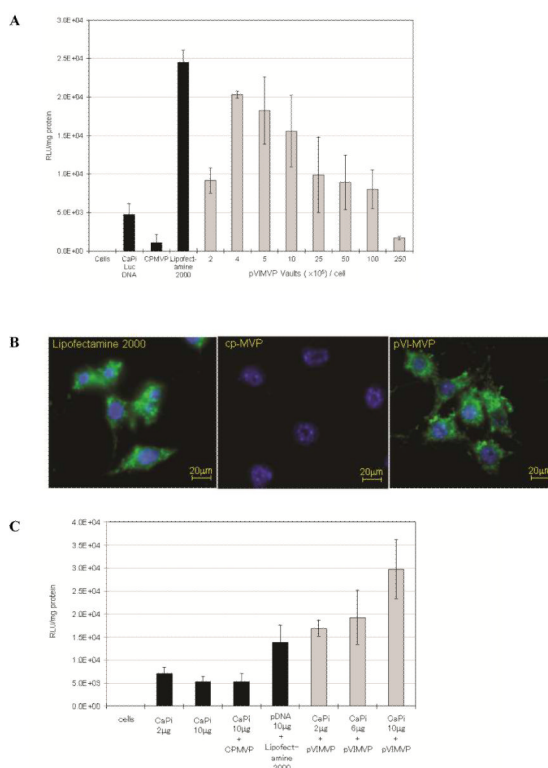 A
3.0E+04
2.5E+04
2.0E+04
1.5E+04
1.0E+04
5.0E+03
0.0E+00
RLU/mg protein
Cells
CaPi
Luc
DNA
CPMVP
Lipofect-
amine
2000
2
4
5
10
25
50
100
250
pVIMVP Vaults (×10⁶) / cell
B
Lipofectamine 2000
20µm
cp-MVP
20µm
pVI-MVP
20µm
C
4.0E+04
3.5E+04
3.0E+04
2.5E+04
2.0E+04
1.5E+04
1.0E+04
5.0E+03
0.0E+00
RLU/mg protein
cells
CaPi
2µg
CaPi
10µg
CaPi
10µg
+
CPMVP
pDNA
10µg
+
Lipofect-
amine
2000
CaPi
2µg
+
pVIMVP
CaPi
6µg
+
pVIMVP
CaPi
10µg
+
pVIMVP